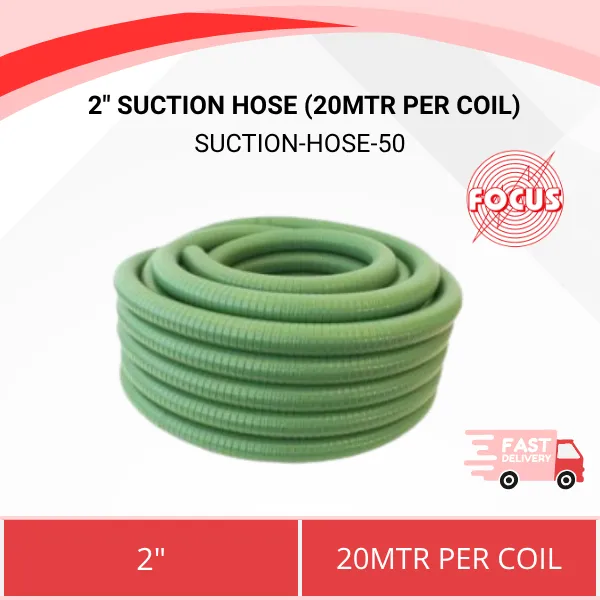 2" SUCTION HOSE (20MTR PER COIL)
SUCTION-HOSE-50
FOCUS
FAST
DELIVERY
2"
20MTR PER COIL